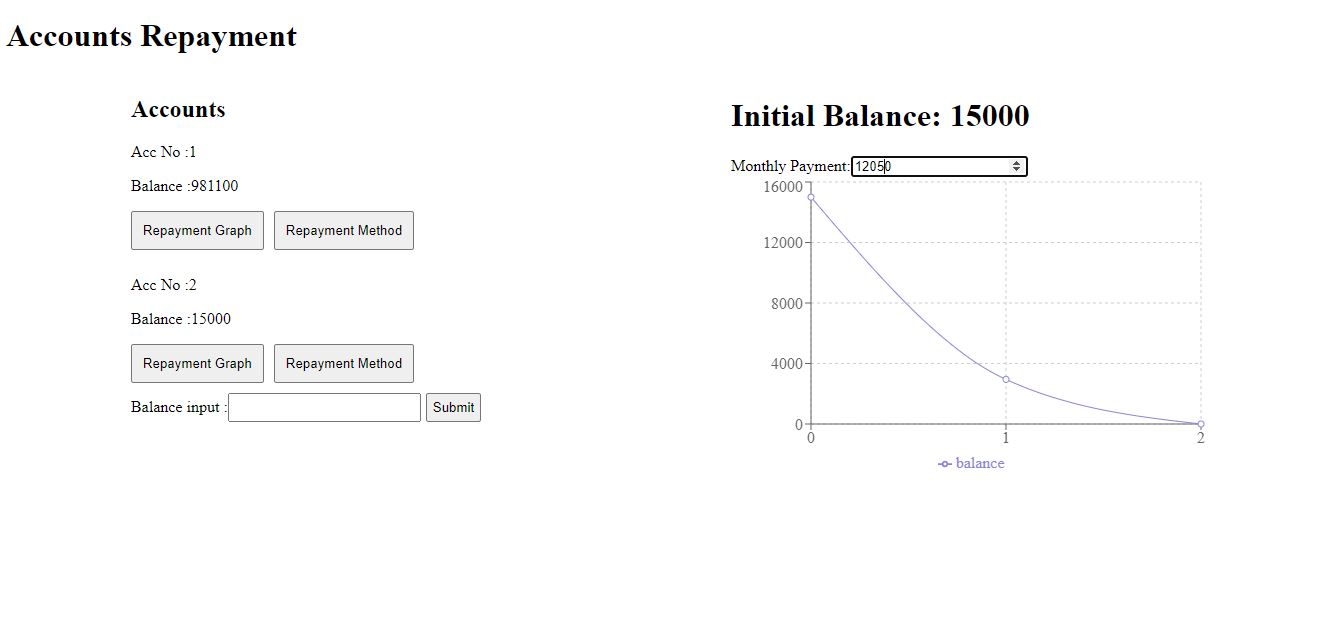 Accounts Repayment
Accounts
Acc No :1
Balance :981100
Repayment Graph Repayment Method
Acc No :2
Balance :15000
Repayment Graph Repayment Method
Balance input : Submit
Initial Balance: 15000
Monthly Payment: 12050
16000
12000
8000
4000
0
0 1 2
balance